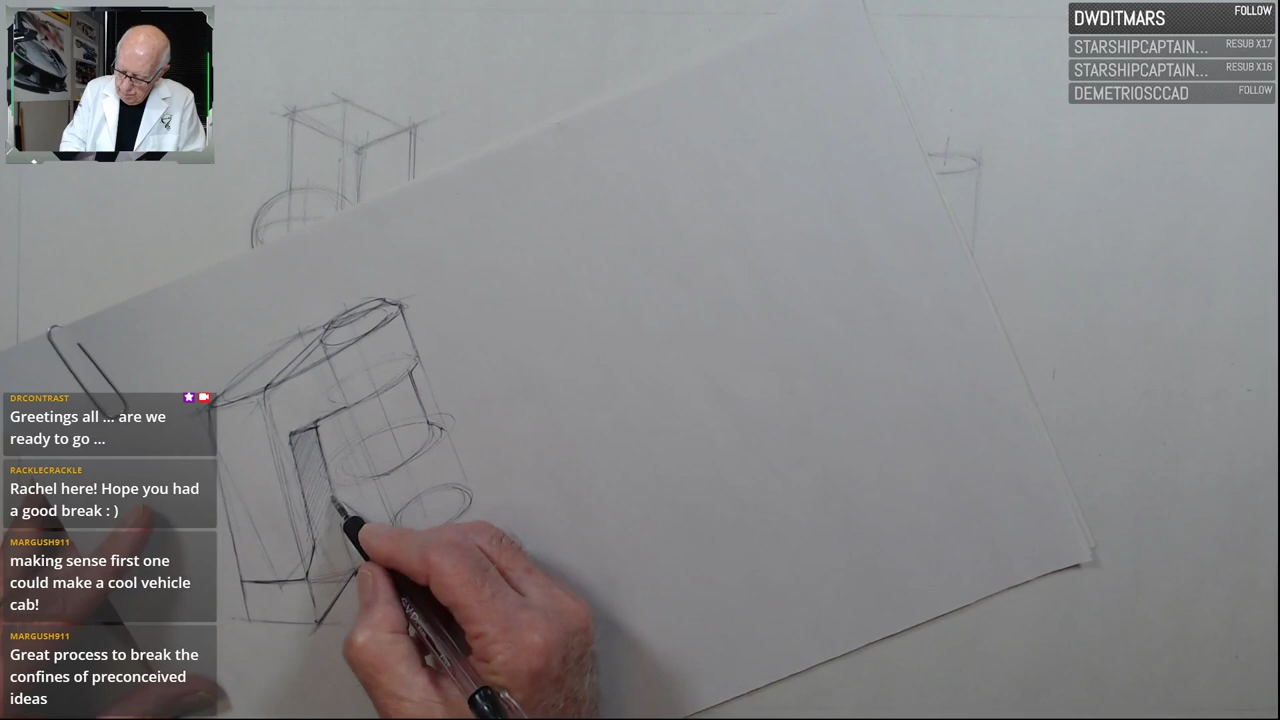 DWDITMARS FOLLOW
STARSHIPCAPTAIN... RESUB X17
STARSHIPCAPTAIN... RESUB X16
DEMETRIOSCCAD FOLLOW
DRCONTRAST
Greetings all ... are we
ready to go ...
RACKLECRACKLE
Rachel here! Hope you had
a good break : )
MARGUSH911
making sense first one
could make a cool vehicle
cab!
MARGUSH911
Great process to break the
confines of preconceived
ideas